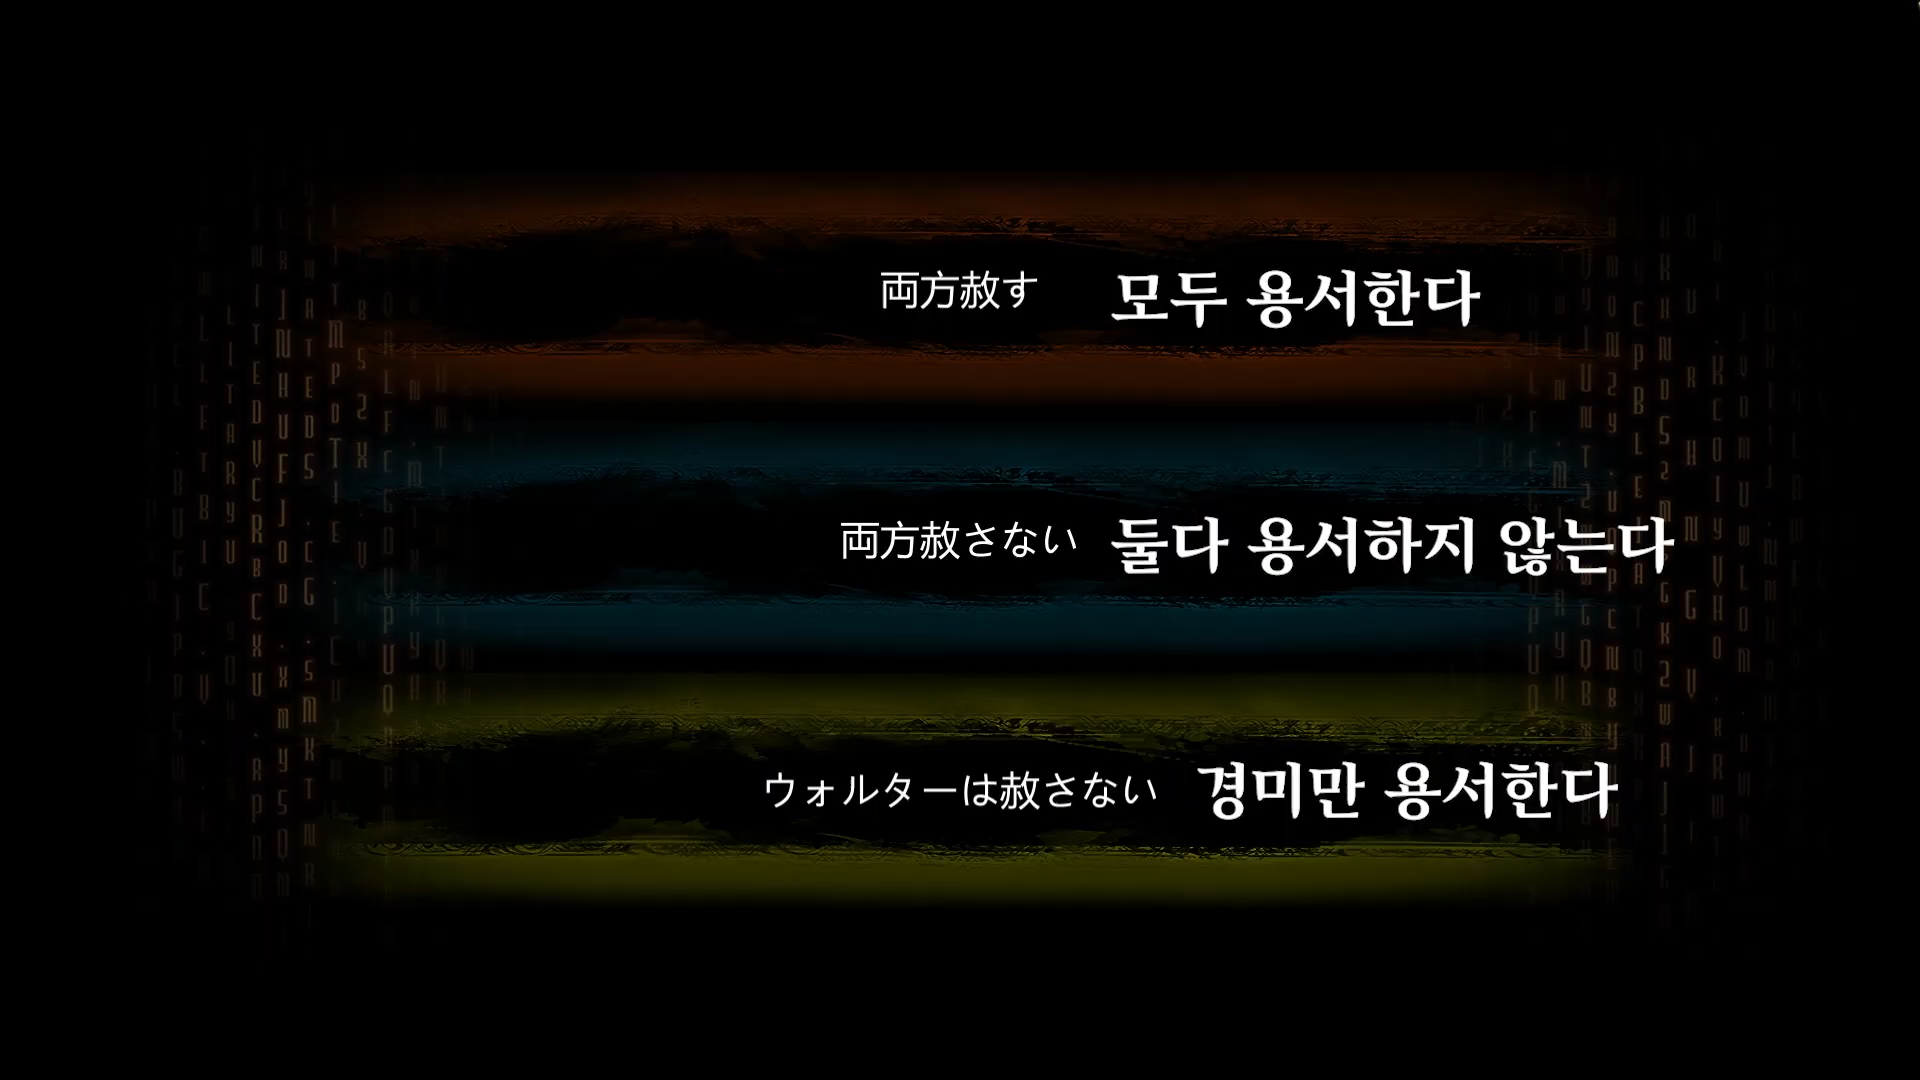 両方赦す 모두 용서한다
両方赦さない 둘다 용서하지 않는다
ウォルターは赦さない 경미만 용서한다